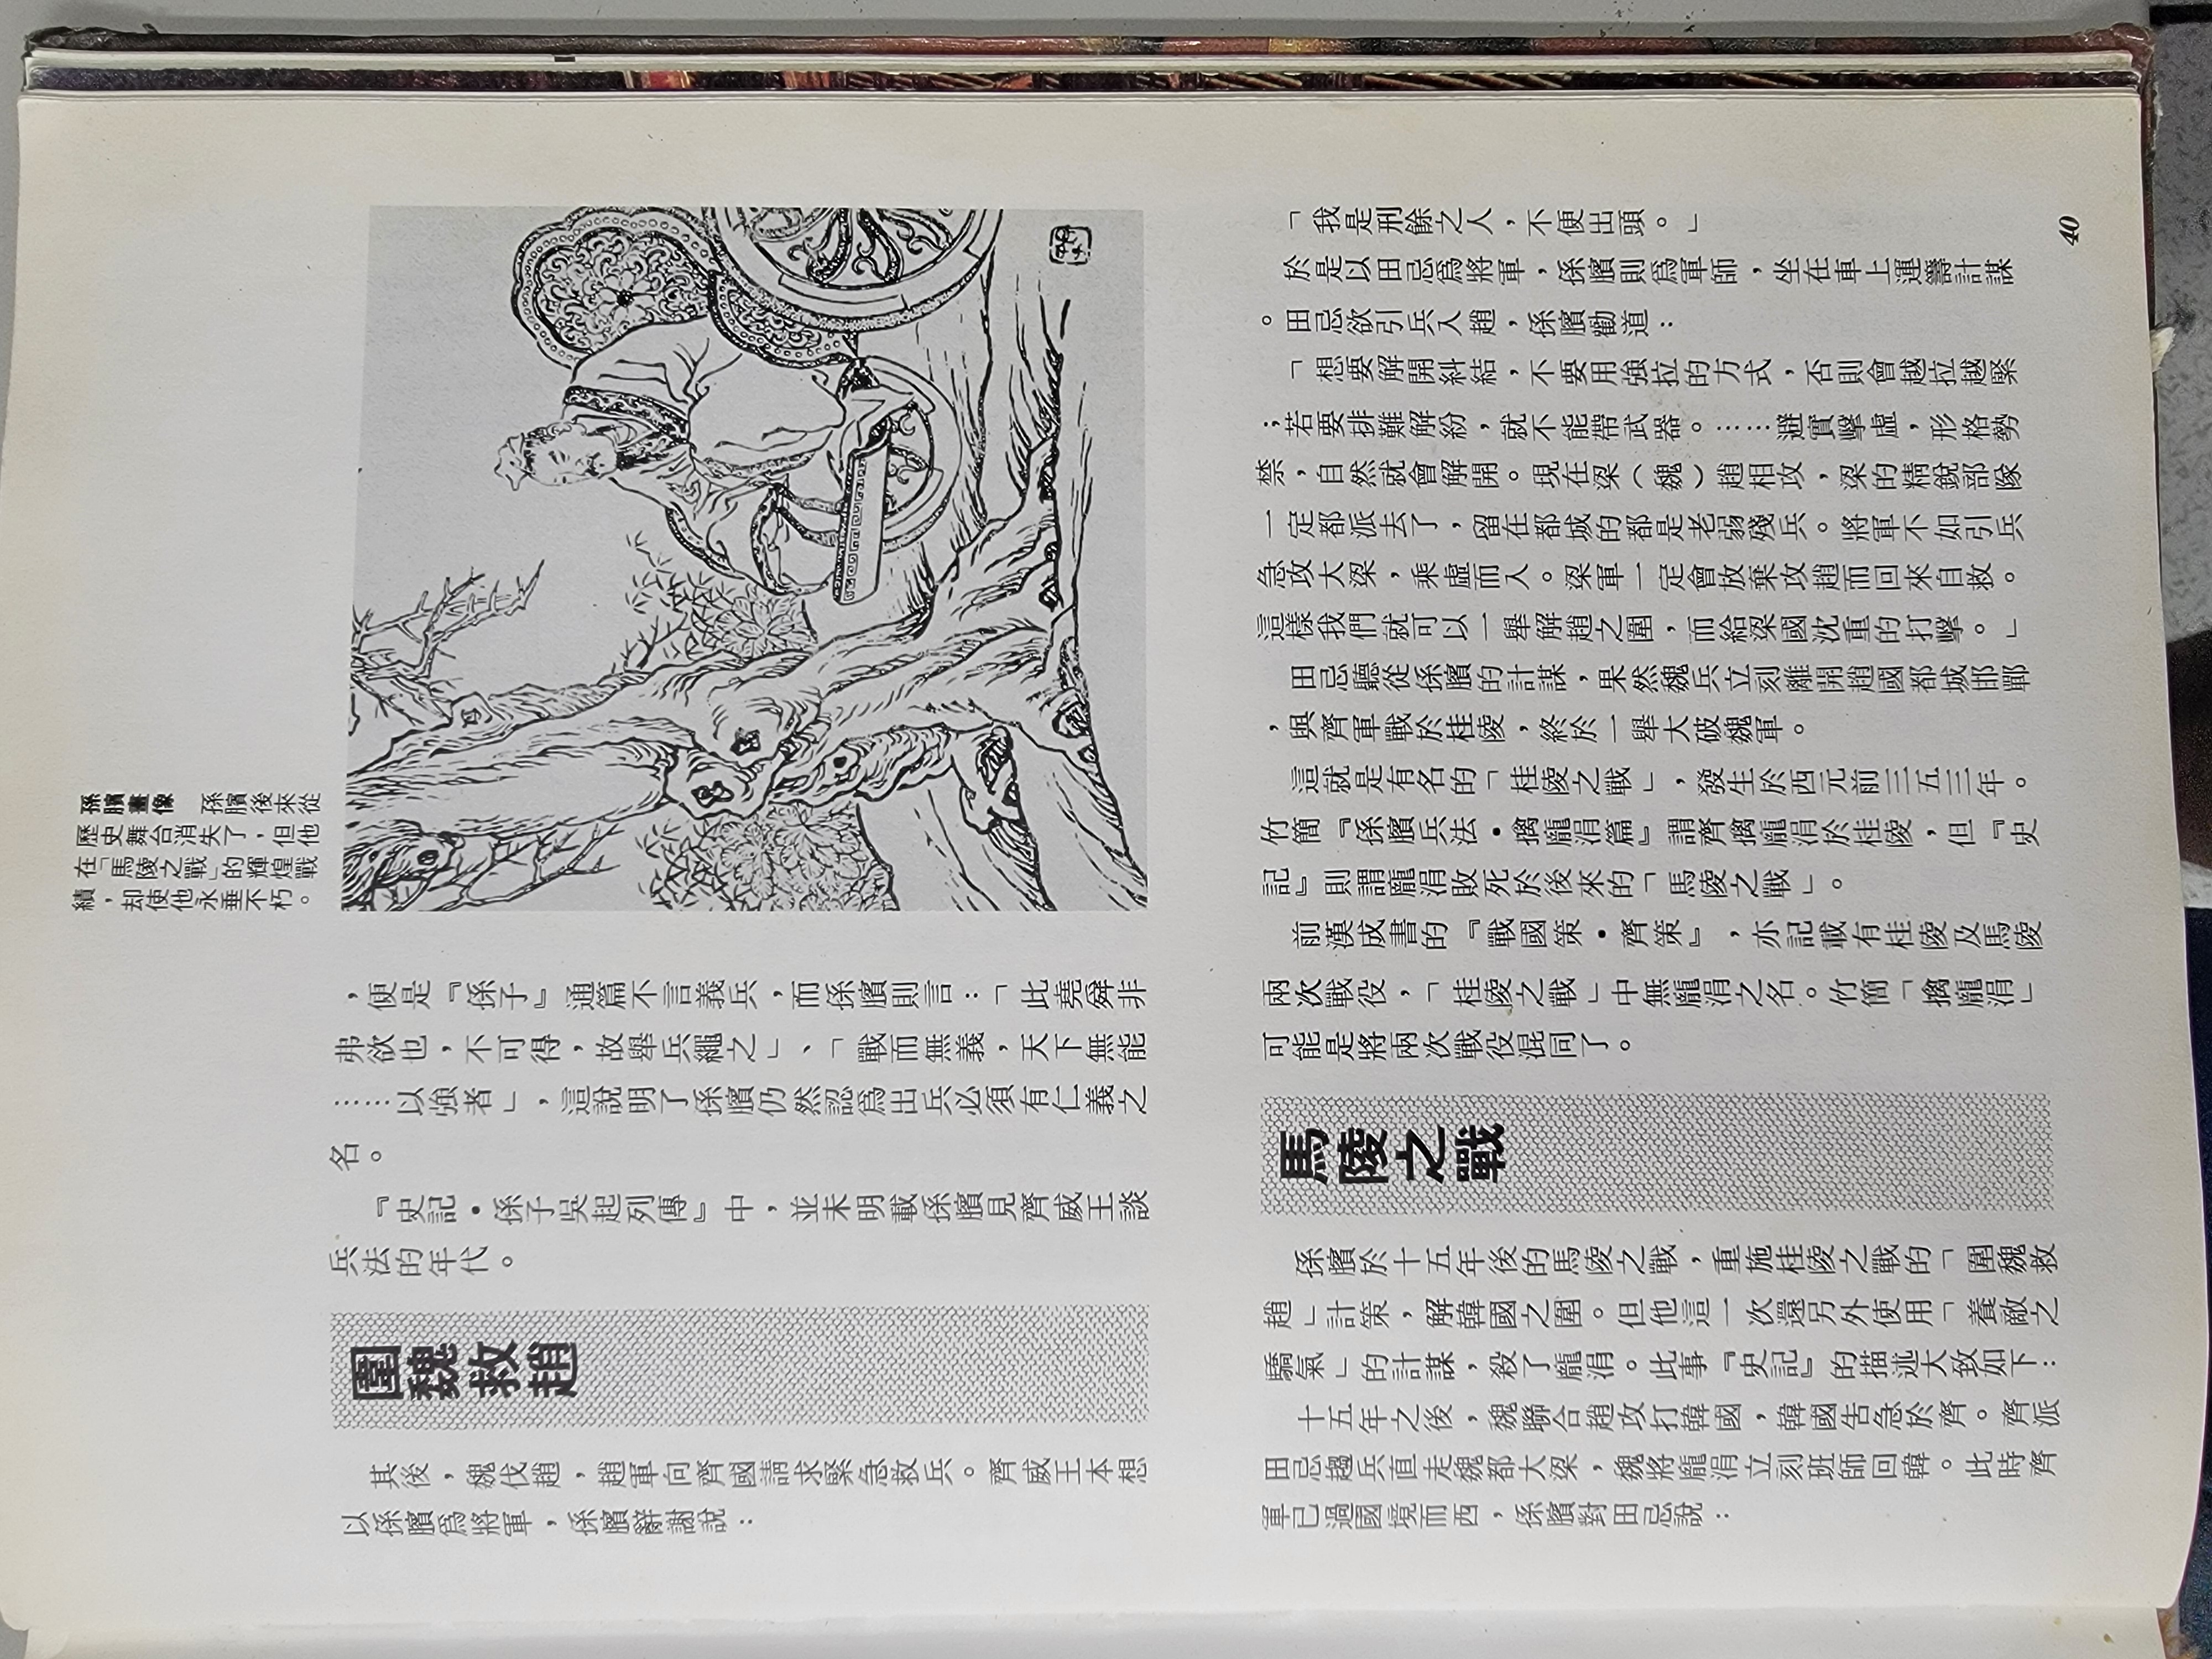 孫臏畫像　孫臏後來從
歷史舞台消失了，但他
在「馬陵之戰」的輝煌戰
績，却使他永垂不朽。
，便是『孫子』通篇不言義兵，而孫臏則言：「此堯舜非
弗欲也，不可得，故舉兵繩之」、「戰而無義，天下無能
……以強者」，這說明了孫臏仍然認爲出兵必須有仁義之
名。
『史記•孫子吳起列傳』中，並未明載孫臏見齊威王談
兵法的年代。
圍魏救趙
其後，魏伐趙，趙軍向齊國請求緊急救兵。齊威王本想
以孫臏爲將軍，孫臏辭謝說：
「我是刑餘之人，不便出頭。」
於是以田忌爲將軍，孫臏則爲軍師，坐在車上運籌計謀
。田忌欲引兵入趙，孫臏勸道：
「想要解開糾結，不要用強拉的方式，否則會越拉越緊
；若要排難解紛，就不能帶武器。……避實擊虛，形格勢
禁，自然就會解開。現在梁（魏）趙相攻，梁的精銳部隊
一定都派去了，留在都城的都是老弱殘兵。將軍不如引兵
急攻大梁，乘虛而入。梁軍一定會放棄攻趙而回來自救。
這樣我們就可以一舉解趙之圍，而給梁國沈重的打擊。」
田忌聽從孫臏的計謀，果然魏兵立刻離開趙國都城邯鄲
，與齊軍戰於桂陵，終於一舉大破魏軍。
這就是有名的「桂陵之戰」，發生於西元前三五三年。
竹簡『孫臏兵法•擒龐涓篇』謂齊擒龐涓於桂陵，但『史
記』則謂龐涓敗死於後來的「馬陵之戰」。
前漢成書的『戰國策•齊策』，亦記載有桂陵及馬陵
兩次戰役，「桂陵之戰」中無龐涓之名。竹簡「擒龐涓」
可能是將兩次戰役混同了。
馬陵之戰
孫臏於十五年後的馬陵之戰，重施桂陵之戰的「圍魏救
趙」計策，解韓國之圍。但他這一次還另外使用「養敵之
驕氣」的計謀，殺了龐涓。此事『史記』的描述大致如下：
十五年之後，魏聯合趙攻打韓國，韓國告急於齊。齊派
田忌趨兵直走魏都大梁，魏將龐涓立刻班師回韓。此時齊
軍已過國境而西，孫臏對田忌說：
40